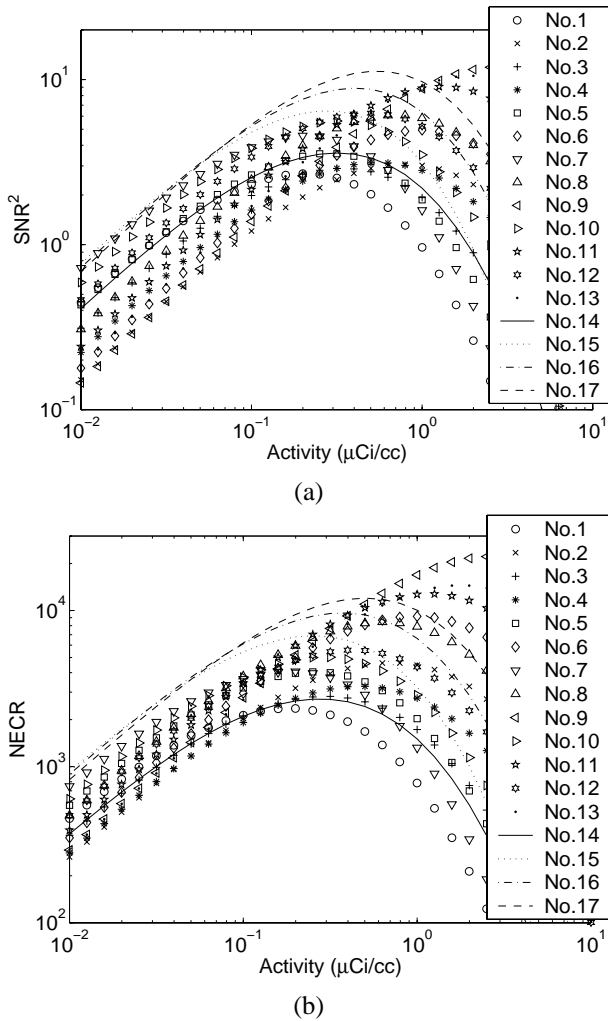 SNR²
10¹
10⁰
10⁻¹
10⁻²
10⁻¹
10⁰
10¹
Activity (μCi/cc)
No.1
No.2
No.3
No.4
No.5
No.6
No.7
No.8
No.9
No.10
No.11
No.12
No.13
No.14
No.15
No.16
No.17
(a)
NECR
10⁴
10³
10²
10⁻²
10⁻¹
10⁰
10¹
Activity (μCi/cc)
No.1
No.2
No.3
No.4
No.5
No.6
No.7
No.8
No.9
No.10
No.11
No.12
No.13
No.14
No.15
No.16
No.17
(b)